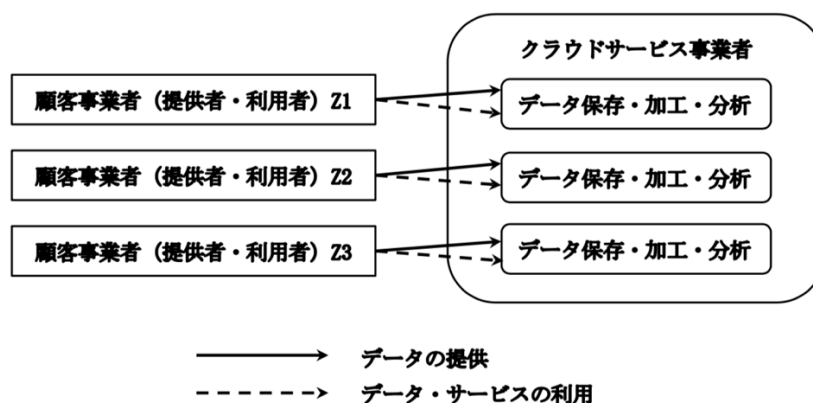 クラウドサービス事業者
顧客事業者（提供者・利用者）Z1
データ保存・加工・分析
顧客事業者（提供者・利用者）Z2
データ保存・加工・分析
顧客事業者（提供者・利用者）Z3
データ保存・加工・分析
データの提供
データ・サービスの利用